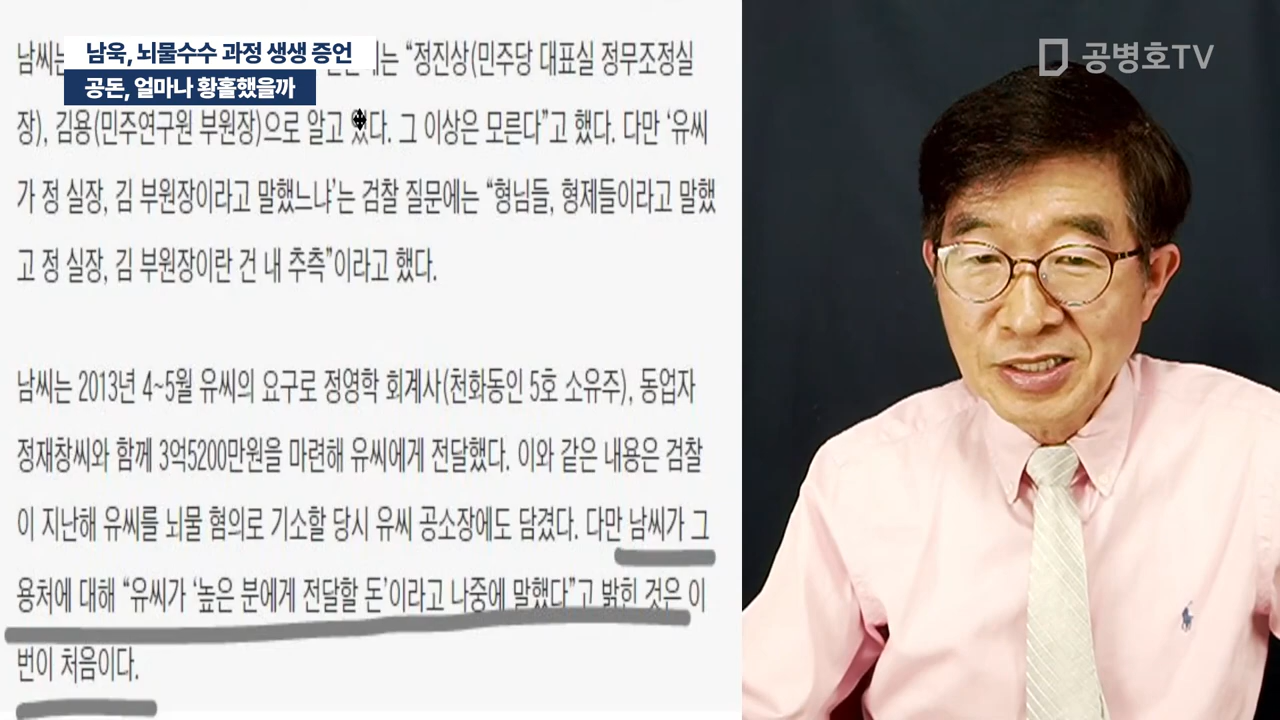 남욱, 뇌물수수 과정 생생 증언
공돈, 얼마나 황홀했을까
공병호TV
남씨는 는 “정진상(민주당 대표실 정무조정실
장), 김용(민주연구원 부원장)으로 알고 다. 그 이상은 모른다”고 했다. 다만 ‘유씨
가 정 실장, 김 부원장이라고 말했느냐’는 검찰 질문에는 “형님들, 형제들이라고 말했
고 정 실장, 김 부원장이란 건 내 추측”이라고 했다.
남씨는 2013년 4~5월 유씨의 요구로 정영학 회계사(천화동인 5호 소유주), 동업자
정재창씨와 함께 3억5200만원을 마련해 유씨에게 전달했다. 이와 같은 내용은 검찰
이 지난해 유씨를 뇌물 혐의로 기소할 당시 유씨 공소장에도 담겼다. 다만 남씨가 그
용처에 대해 “유씨가 ‘높은 분에게 전달할 돈’이라고 나중에 말했다”고 밝힌 것은 이
번이 처음이다.